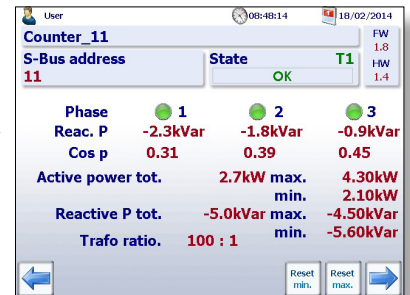 User 08:48:14 18/02/2014
Counter_11 FW
1.8
S-Bus address State T1 HW
11 OK 1.4
Phase 1 2 3
Reac. P -2.3kVar -1.8kVar -0.9kVar
Cos p 0.31 0.39 0.45
Active power tot. 2.7kW max. 4.30kW
min. 2.10kW
Reactive P tot. -5.0kVar max. -4.50kVar
min. -5.60kVar
Trafo ratio. 100 : 1
Reset min. Reset max.